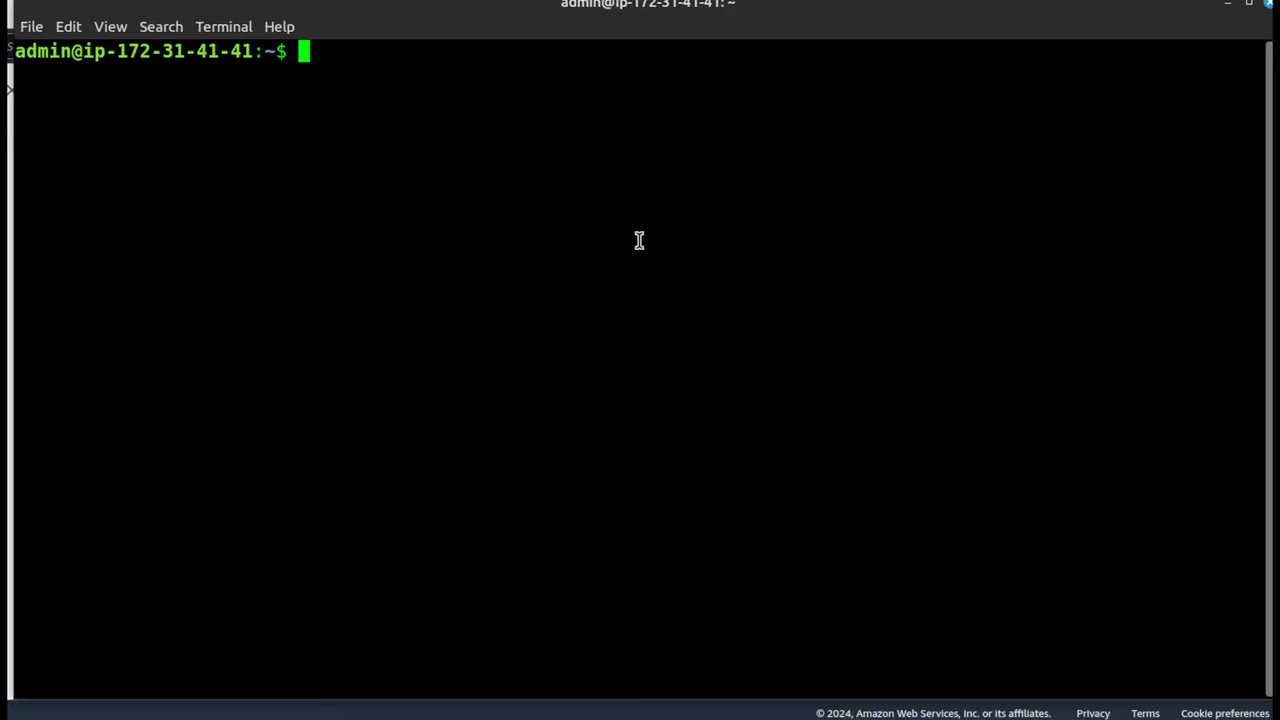 admin@ip-172-31-41-41: ~
File Edit View Search Terminal Help
admin@ip-172-31-41-41:~$
© 2024, Amazon Web Services, Inc. or its affiliates. Privacy Terms Cookie preferences